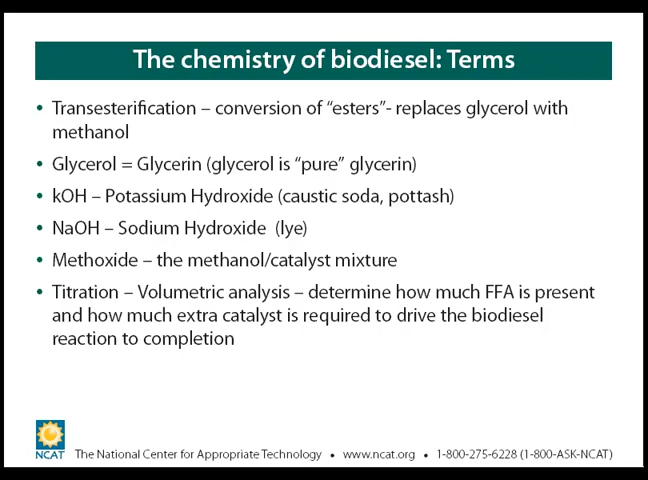 The chemistry of biodiesel: Terms
• Transesterification – conversion of “esters”- replaces glycerol with
methanol
• Glycerol = Glycerin (glycerol is “pure” glycerin)
• kOH – Potassium Hydroxide (caustic soda, pottash)
• NaOH – Sodium Hydroxide (lye)
• Methoxide – the methanol/catalyst mixture
• Titration – Volumetric analysis – determine how much FFA is present
and how much extra catalyst is required to drive the biodiesel
reaction to completion
NCAT
The National Center for Appropriate Technology • www.ncat.org • 1-800-275-6228 (1-800-ASK-NCAT)